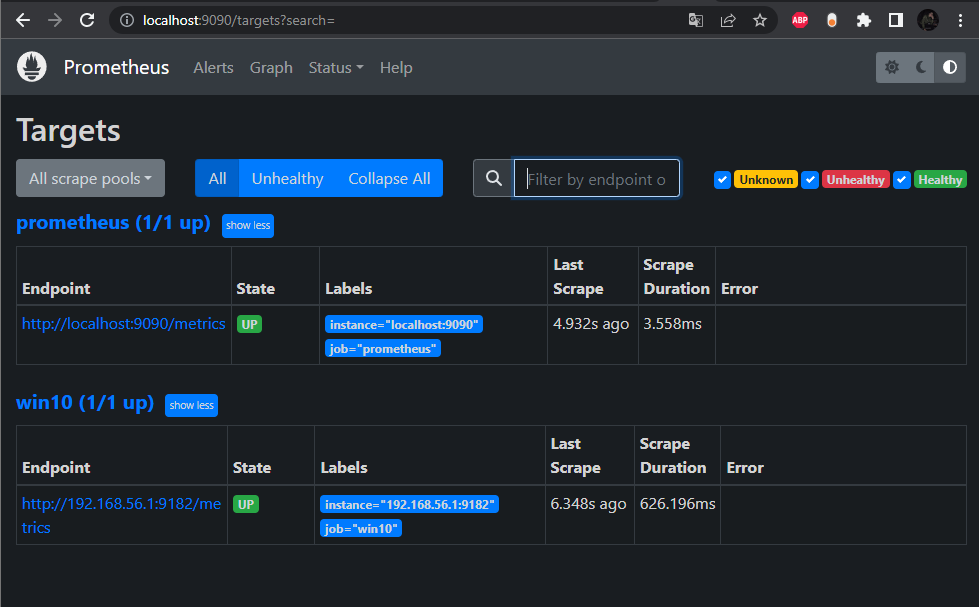 localhost:9090/targets?search=
ABP
Prometheus Alerts Graph Status Help
Targets
All scrape pools All Unhealthy Collapse All Filter by endpoint o Unknown Unhealthy Healthy
prometheus (1/1 up) show less
Endpoint State Labels Last Scrape Scrape Duration Error
http://localhost:9090/metrics UP instance="localhost:9090" 4.932s ago 3.558ms
job="prometheus"
win10 (1/1 up) show less
Endpoint State Labels Last Scrape Scrape Duration Error
http://192.168.56.1:9182/me UP instance="192.168.56.1:9182" 6.348s ago 626.196ms
trics job="win10"